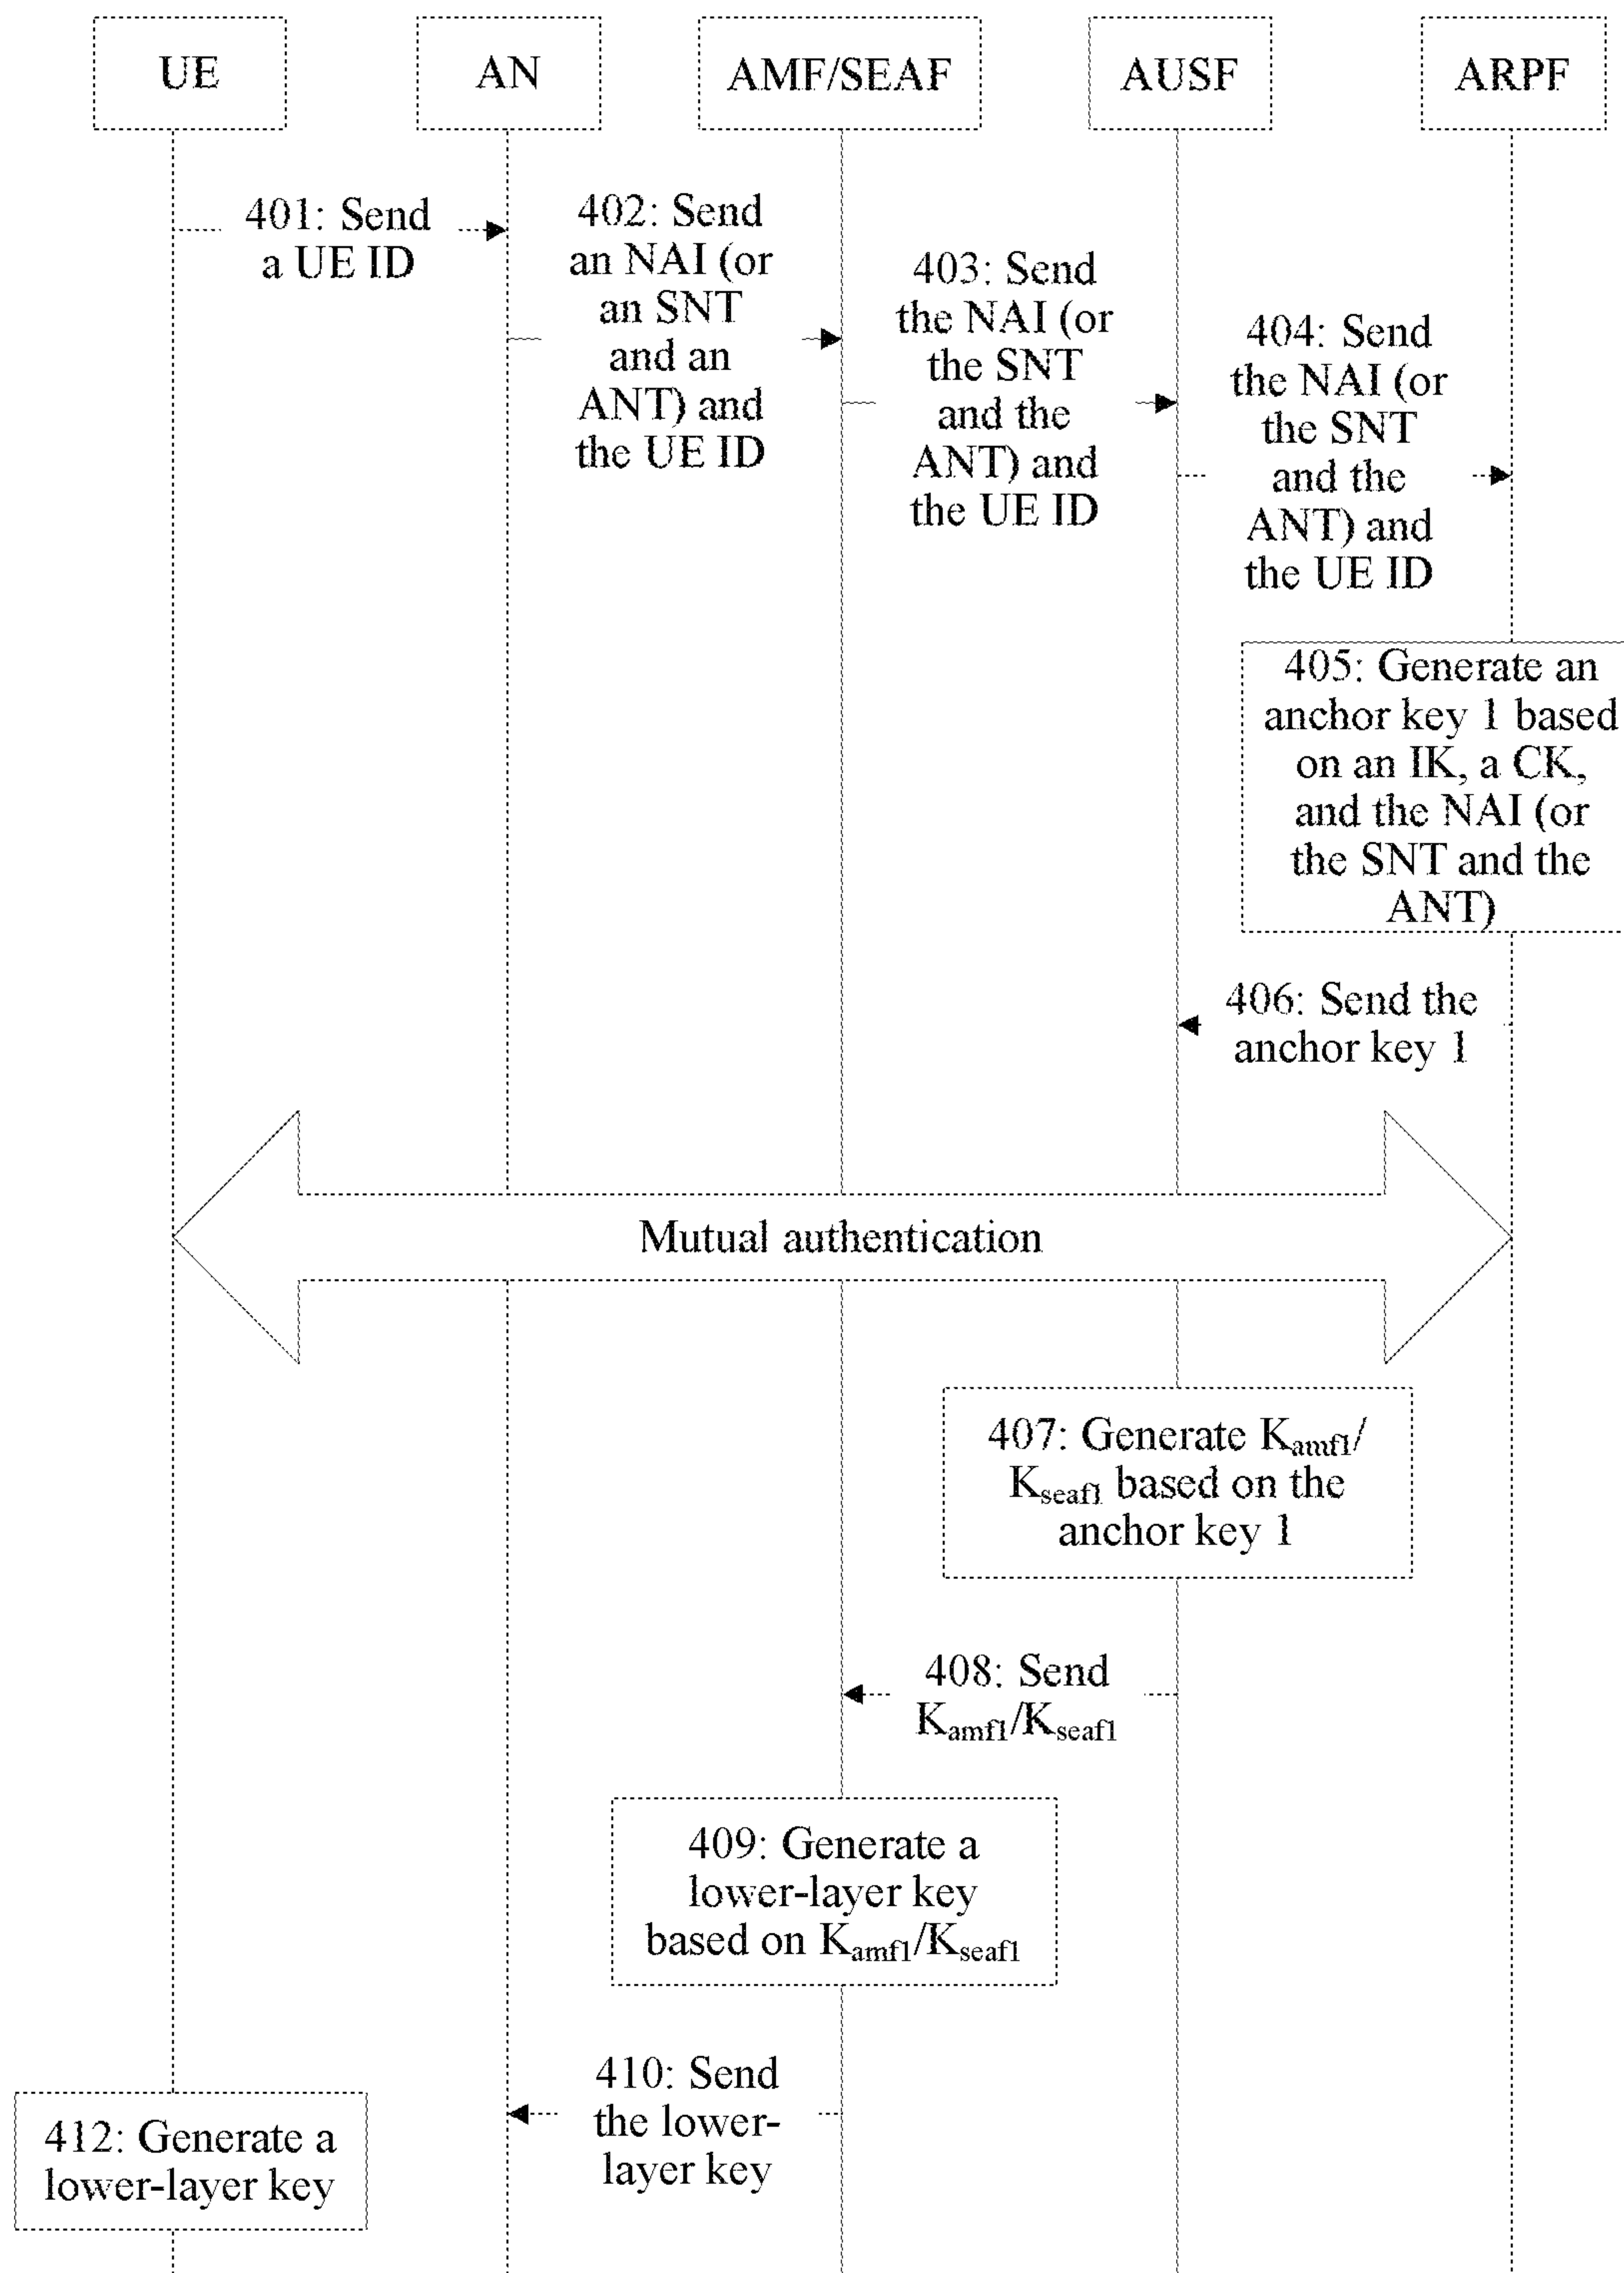 UE
AN
AMF/SEAF
AUSF
ARPF
401: Send
a UE ID
402: Send
an NAI (or
an SNT
and an
ANT) and
the UE ID
403: Send
the NAI (or
the SNT
and the
ANT) and
the UE ID
404: Send
the NAI (or
the SNT
and the
ANT) and
the UE ID
405: Generate an
anchor key 1 based
on an IK, a CK,
and the NAI (or
the SNT and the
ANT)
406: Send the
anchor key 1
Mutual authentication
407: Generate Kamf1/
Kseaf1 based on the
anchor key 1
408: Send
Kamf1/Kseaf1
409: Generate a
lower-layer key
based on Kamf1/Kseaf1
410: Send
the lower-
layer key
412: Generate a
lower-layer key